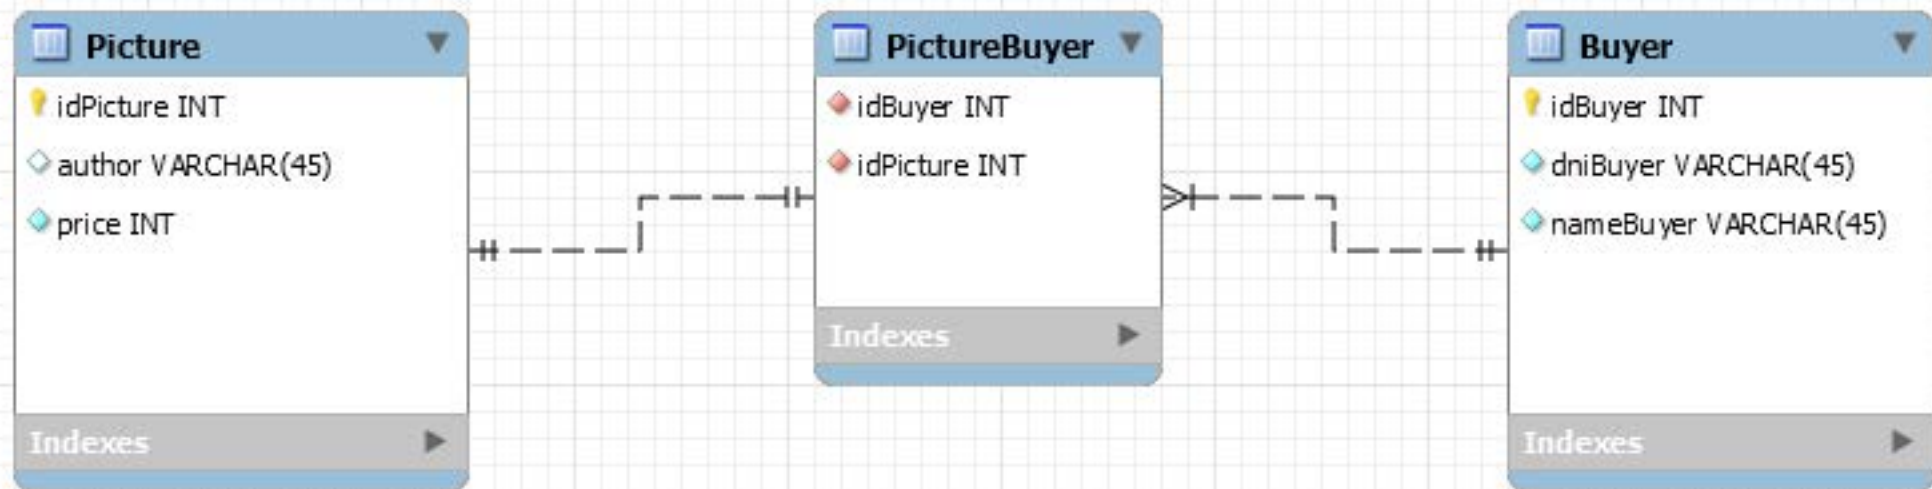 Picture
idPicture INT
author VARCHAR(45)
price INT
Indexes
PictureBuyer
idBuyer INT
idPicture INT
Indexes
Buyer
idBuyer INT
dniBuyer VARCHAR(45)
nameBuyer VARCHAR(45)
Indexes